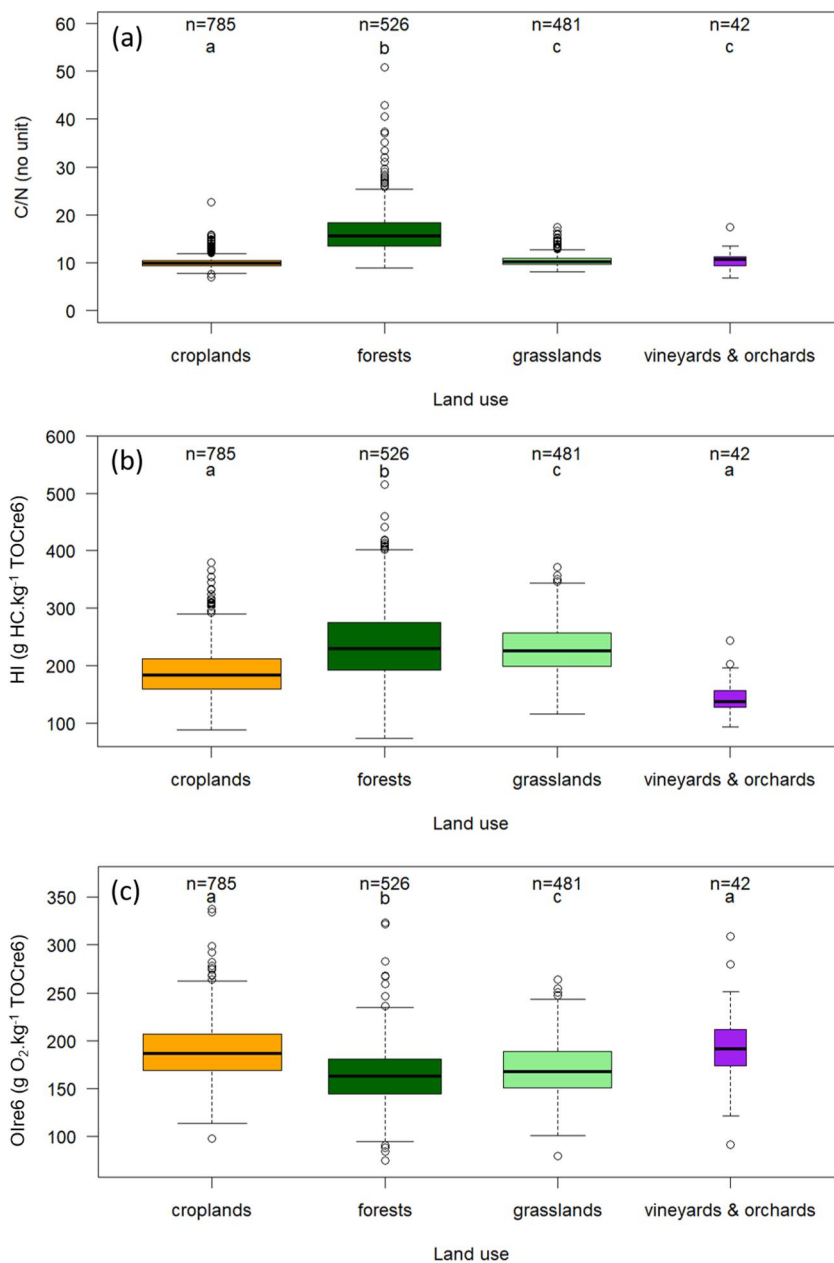 (a)
n=785 n=526 n=481 n=42
a b c c
60
50
40
30
20
10
0
C/N (no unit)
croplands forests grasslands vineyards & orchards
Land use
(b)
n=785 n=526 n=481 n=42
a b c a
600
500
400
300
200
100
HI (g HC.kg⁻¹ TOCre6)
croplands forests grasslands vineyards & orchards
Land use
(c)
n=785 n=526 n=481 n=42
a b c a
350
300
250
200
150
100
OIre6 (g O₂.kg⁻¹ TOCre6)
croplands forests grasslands vineyards & orchards
Land use